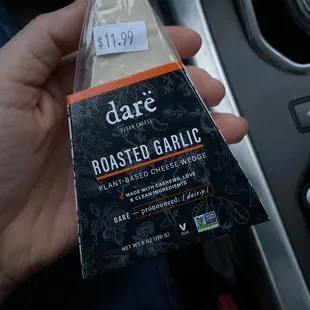 $11.99
darë
VEGAN CHEESE
ROASTED GARLIC
PLANT-BASED CHEESE WEDGE
MADE WITH CASHEWS, LOVE
& CLEAN INGREDIENTS
DARË pronounced: (dairy)
NET WT 6 OZ (170 G)